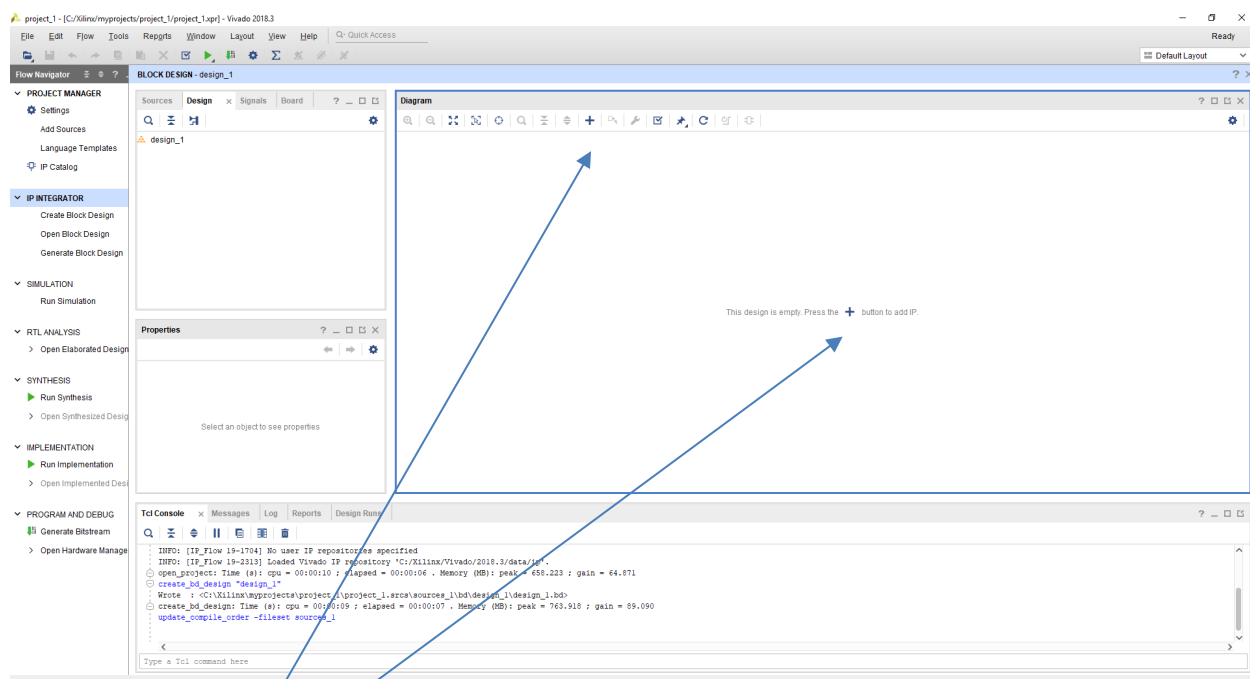 project_1 - [C:/Xilinx/myprojects/project_1/project_1.xpr] - Vivado 2018.3
File Edit Flow Tools Reports Window Layout View Help Q- Quick Access
Ready
Default Layout
Flow Navigator
BLOCK DESIGN - design_1
PROJECT MANAGER
Settings
Add Sources
Language Templates
IP Catalog
IP INTEGRATOR
Create Block Design
Open Block Design
Generate Block Design
SIMULATION
Run Simulation
RTL ANALYSIS
Open Elaborated Design
SYNTHESIS
Run Synthesis
Open Synthesized Desig
IMPLEMENTATION
Run Implementation
Open Implemented Desi
PROGRAM AND DEBUG
Generate Bitstream
Open Hardware Manage
Sources Design Signals Board
design_1
Properties
Select an object to see properties
Diagram
This design is empty. Press the + button to add IP.
Tcl Console Messages Log Reports Design Runs
INFO: [IP_Flow 19-1704] No user IP repositories specified
INFO: [IP_Flow 19-2313] Loaded Vivado IP repository 'C:/Xilinx/Vivado/2018.3/data/ip'.
open_project: Time (s): cpu = 00:00:10 ; elapsed = 00:00:06 . Memory (MB): peak = 658.223 ; gain = 64.871
create_bd_design "design_1"
Wrote : <C:\Xilinx\myprojects\project_1\project_1.srcs\sources_1\bd\design_1\design_1.bd>
create_bd_design: Time (s): cpu = 00:00:09 ; elapsed = 00:00:07 . Memory (MB): peak = 763.918 ; gain = 89.090
update_compile_order -fileset sources_1
Type a Tcl command here